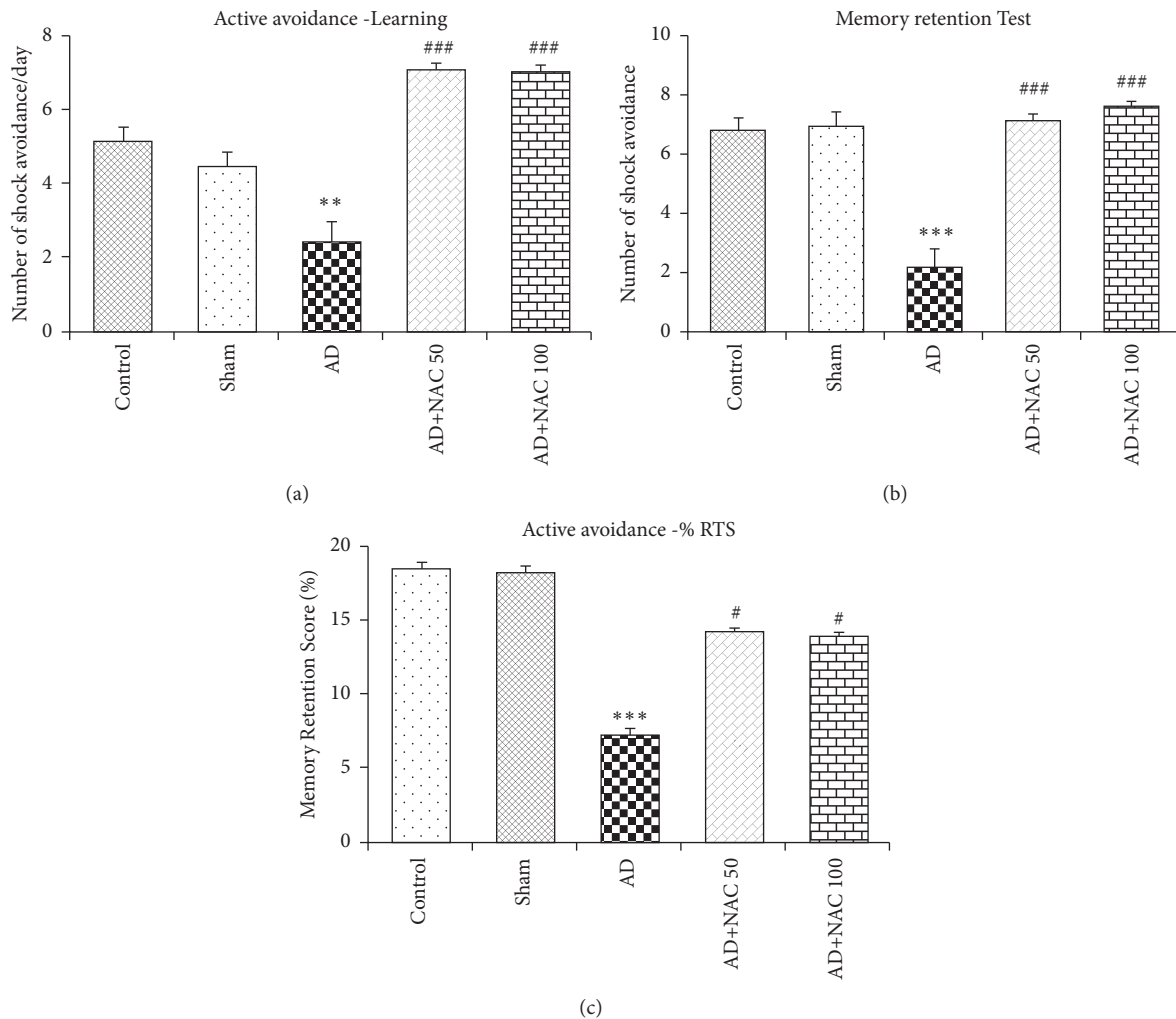 Active avoidance -Learning
Number of shock avoidance/day
8
6
4
2
0
**
###
###
Control
Sham
AD
AD+NAC 50
AD+NAC 100
(a)
Memory retention Test
Number of shock avoidance
10
8
6
4
2
0
***
###
###
Control
Sham
AD
AD+NAC 50
AD+NAC 100
(b)
Active avoidance -% RTS
Memory Retention Score (%)
20
15
10
5
0
***
#
#
Control
Sham
AD
AD+NAC 50
AD+NAC 100
(c)